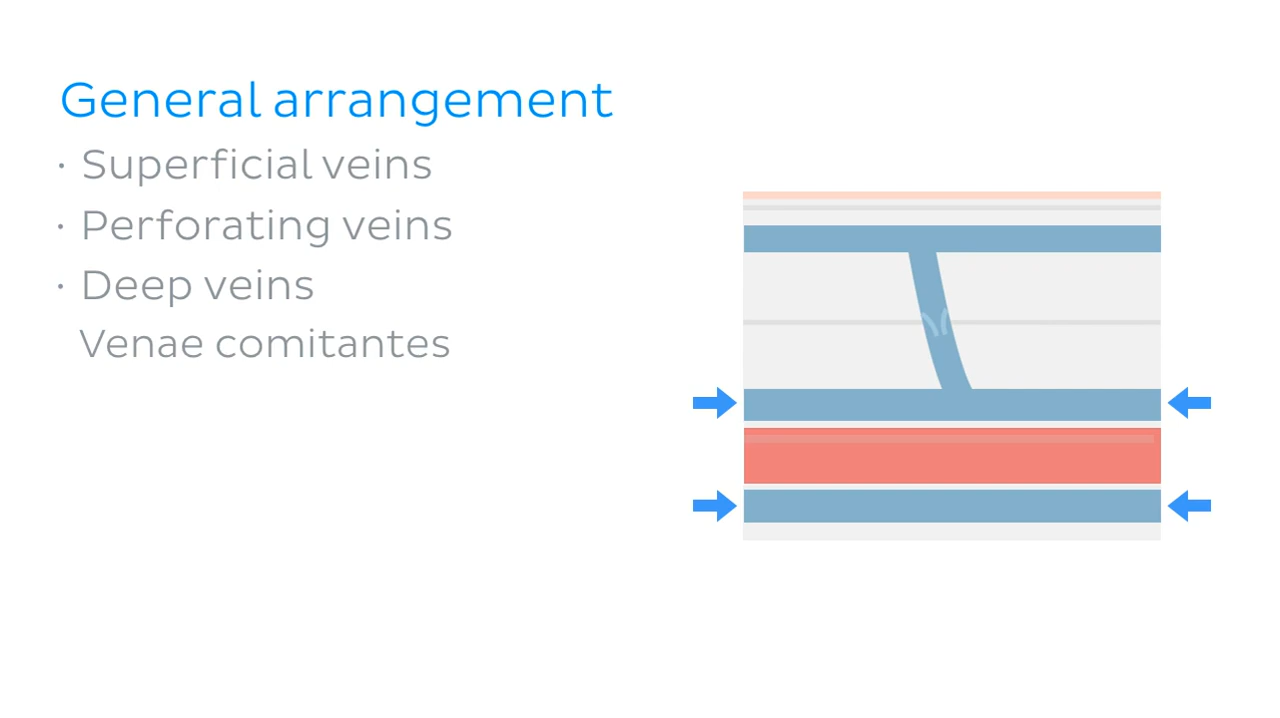 General arrangement
· Superficial veins
· Perforating veins
· Deep veins
Venae comitantes